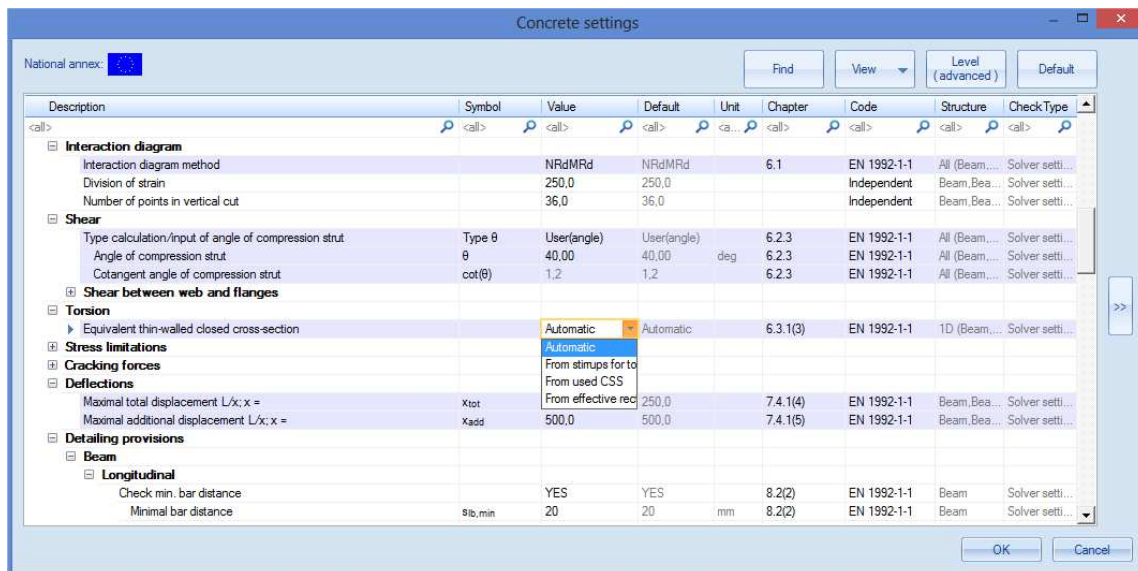 Concrete settings
National annex:
Find View Level (advanced) Default
Description Symbol Value Default Unit Chapter Code Structure CheckType
<all> <all> <all> <all> <a... <all> <all> <all> <all>
Interaction diagram
Interaction diagram method NRdMRd NRdMRd 6.1 EN 1992-1-1 All (Beam,... Solver setti...
Division of strain 250,0 250,0 Independent Beam,Bea... Solver setti...
Number of points in vertical cut 36,0 36,0 Independent Beam,Bea... Solver setti...
Shear
Type calculation/input of angle of compression strut Type θ User(angle) User(angle) 6.2.3 EN 1992-1-1 All (Beam,... Solver setti...
Angle of compression strut θ 40,00 40,00 deg 6.2.3 EN 1992-1-1 All (Beam,... Solver setti...
Cotangent angle of compression strut cot(θ) 1,2 1,2 6.2.3 EN 1992-1-1 All (Beam,... Solver setti...
Shear between web and flanges
Torsion
Equivalent thin-walled closed cross-section Automatic Automatic 6.3.1(3) EN 1992-1-1 1D (Beam,... Solver setti...
Stress limitations Automatic
Cracking forces From stirrups for to
Deflections From used CSS
Maximal total displacement L/x; x = xtot From effective rec 250,0 7.4.1(4) EN 1992-1-1 Beam,Bea... Solver setti...
Maximal additional displacement L/x; x = xadd 500,0 500,0 7.4.1(5) EN 1992-1-1 Beam,Bea... Solver setti...
Detailing provisions
Beam
Longitudinal
Check min. bar distance YES YES 8.2(2) EN 1992-1-1 Beam Solver setti...
Minimal bar distance slb,min 20 20 mm 8.2(2) EN 1992-1-1 Beam Solver setti...
>>
OK Cancel